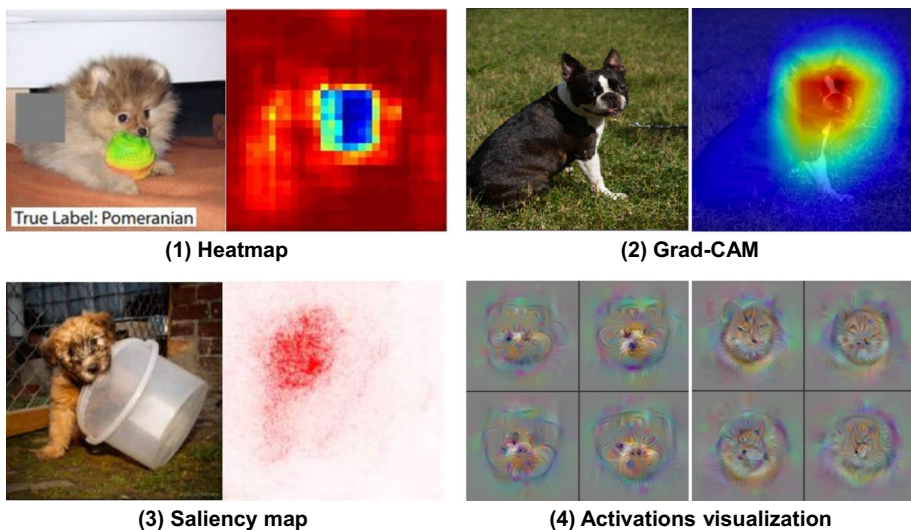 True Label: Pomeranian
(1) Heatmap
(2) Grad-CAM
(3) Saliency map
(4) Activations visualization